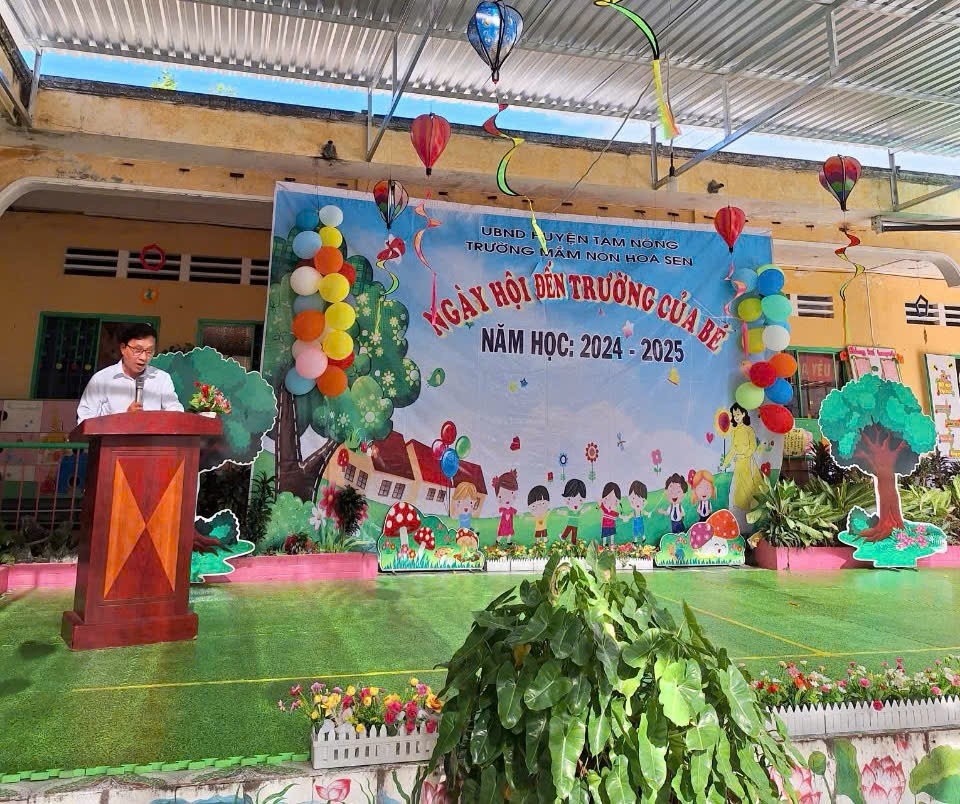 UBND HUYỆN TAM NÔNG
TRƯỜNG MẦM NON HOA SEN
NGÀY HỘI ĐẾN TRƯỜNG CỦA BÉ
NĂM HỌC: 2024 - 2025